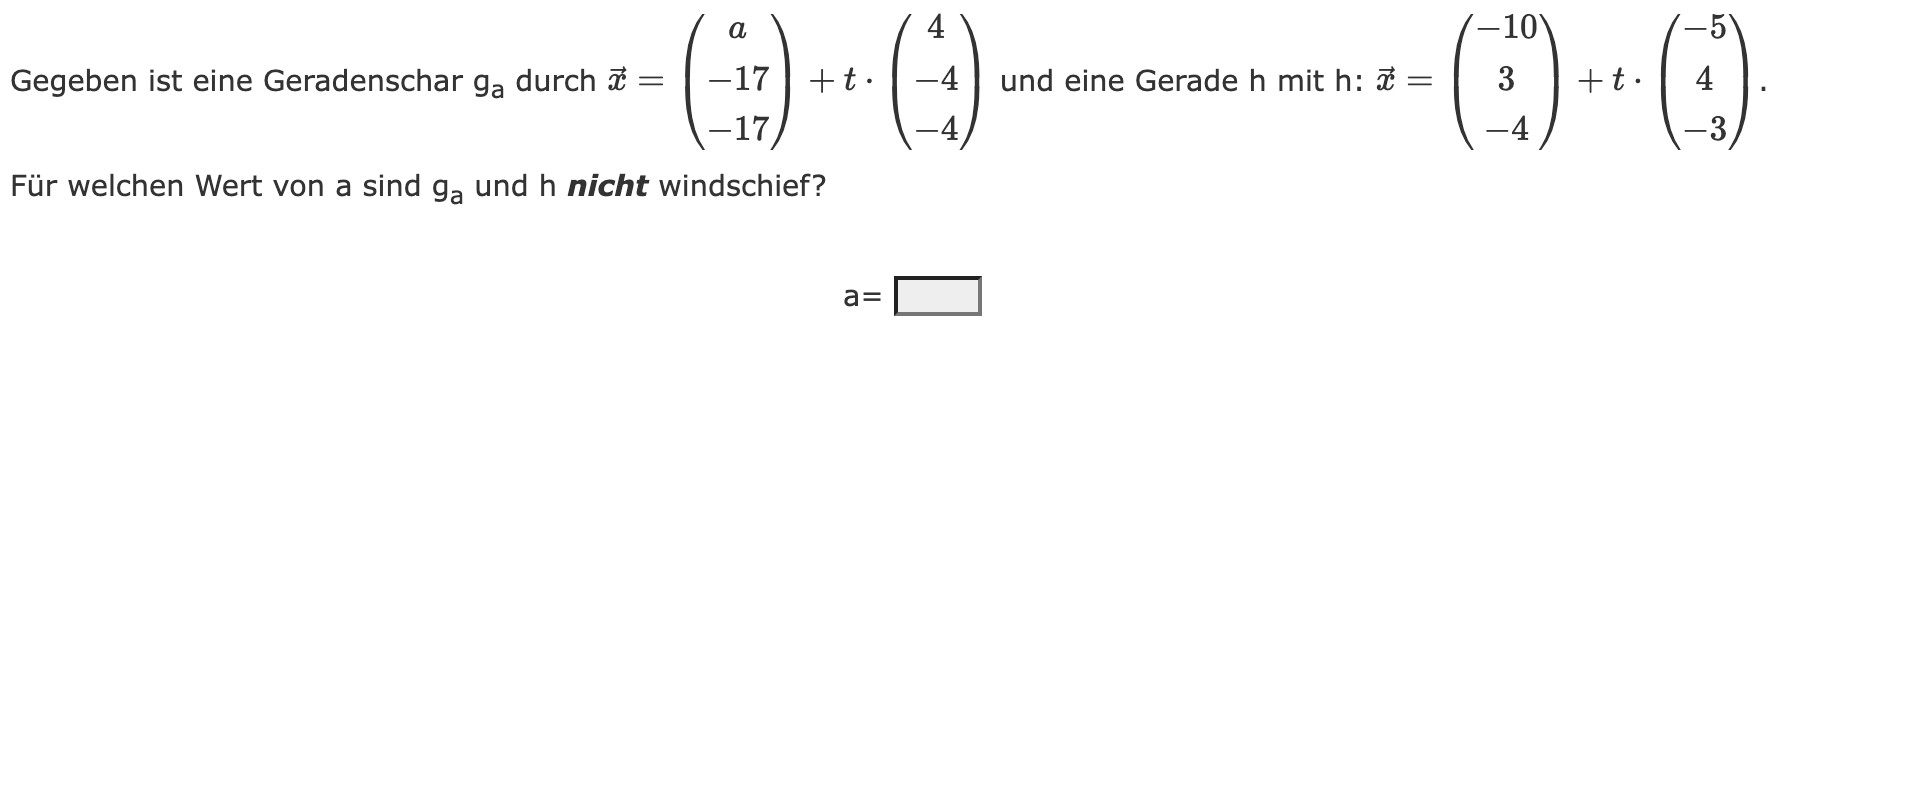 Gegeben ist eine Geradenschar gₐ durch $\vec{x} = \begin{pmatrix} a \\ -17 \\ -17 \end{pmatrix} + t \cdot \begin{pmatrix} 4 \\ -4 \\ -4 \end{pmatrix}$ und eine Gerade h mit h: $\vec{x} = \begin{pmatrix} -10 \\ 3 \\ -4 \end{pmatrix} + t \cdot \begin{pmatrix} -5 \\ 4 \\ -3 \end{pmatrix}$.
Für welchen Wert von a sind gₐ und h nicht windschief?
a=